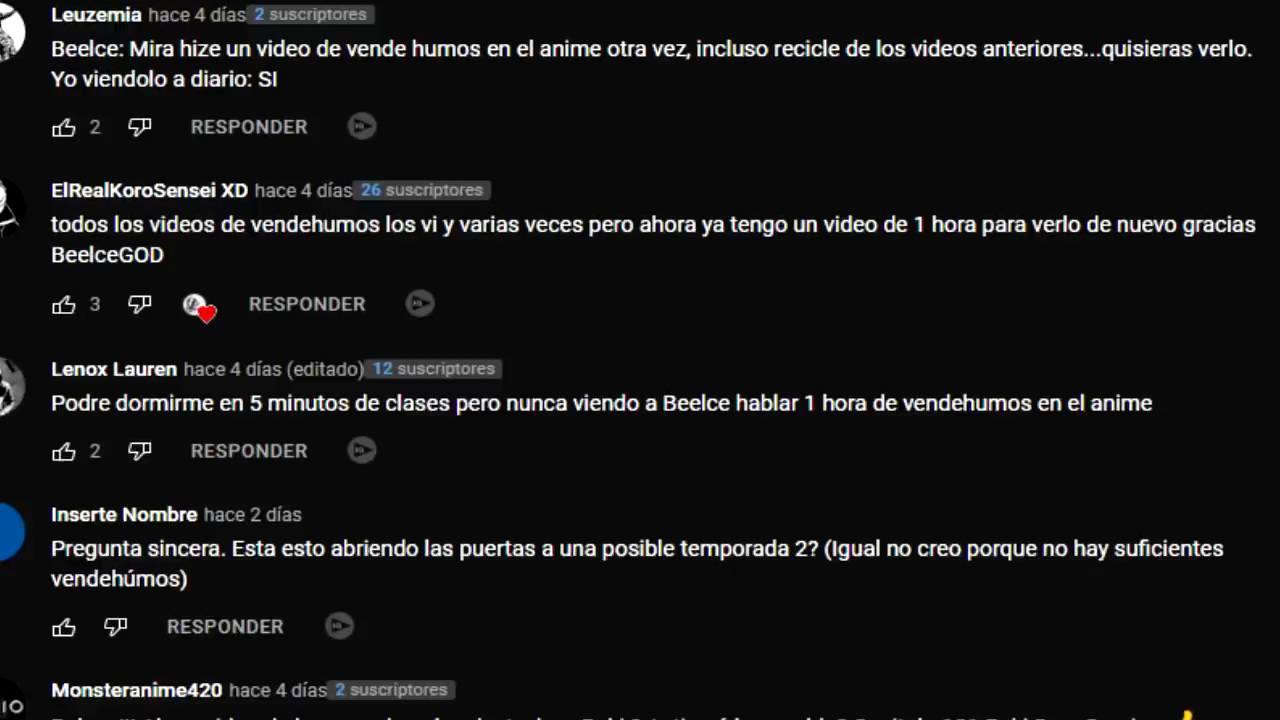 Leuzemia hace 4 días 2 suscriptores
Beelce: Mira hize un video de vende humos en el anime otra vez, incluso recicle de los videos anteriores...quisieras verlo.
Yo viendolo a diario: SI
2 RESPONDER
ElRealKoroSensei XD hace 4 días 26 suscriptores
todos los videos de vendehumos los vi y varias veces pero ahora ya tengo un video de 1 hora para verlo de nuevo gracias
BeelceGOD
3 RESPONDER
Lenox Lauren hace 4 días (editado) 12 suscriptores
Podre dormirme en 5 minutos de clases pero nunca viendo a Beelce hablar 1 hora de vendehumos en el anime
2 RESPONDER
Inserte Nombre hace 2 días
Pregunta sincera. Esta esto abriendo las puertas a una posible temporada 2? (Igual no creo porque no hay suficientes
vendehúmos)
RESPONDER
Monsteranime420 hace 4 días 2 suscriptores